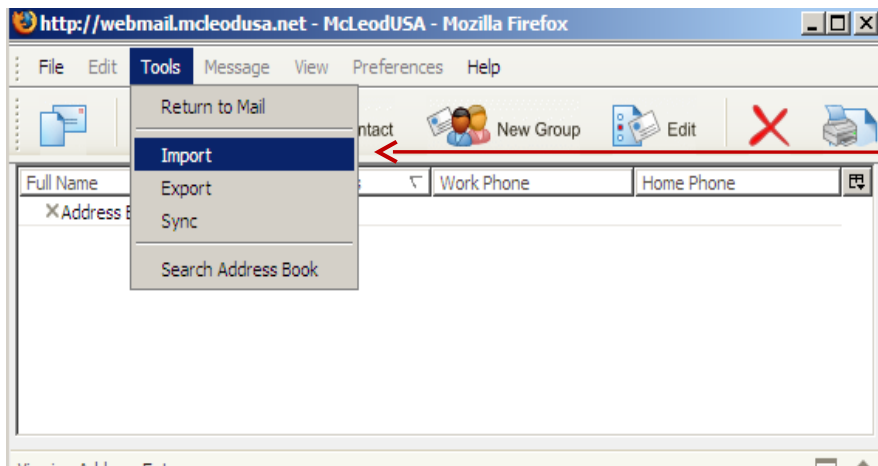 http://webmail.mcleodusa.net - McLeodUSA - Mozilla Firefox
File Edit Tools Message View Preferences Help
Return to Mail
Import
Export
Sync
Search Address Book
ntact New Group Edit
Full Name s Work Phone Home Phone
Address